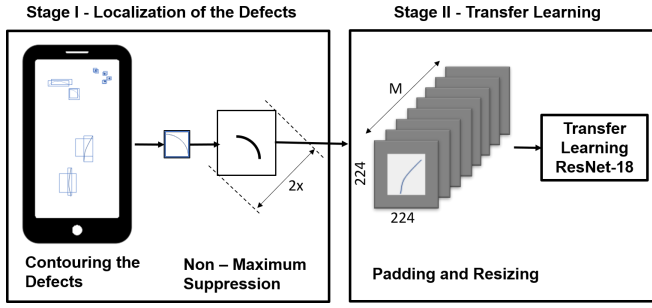 Stage I - Localization of the Defects
Stage II - Transfer Learning
M
2x
224
224
Transfer
Learning
ResNet-18
Contouring the
Defects
Non – Maximum
Suppression
Padding and Resizing